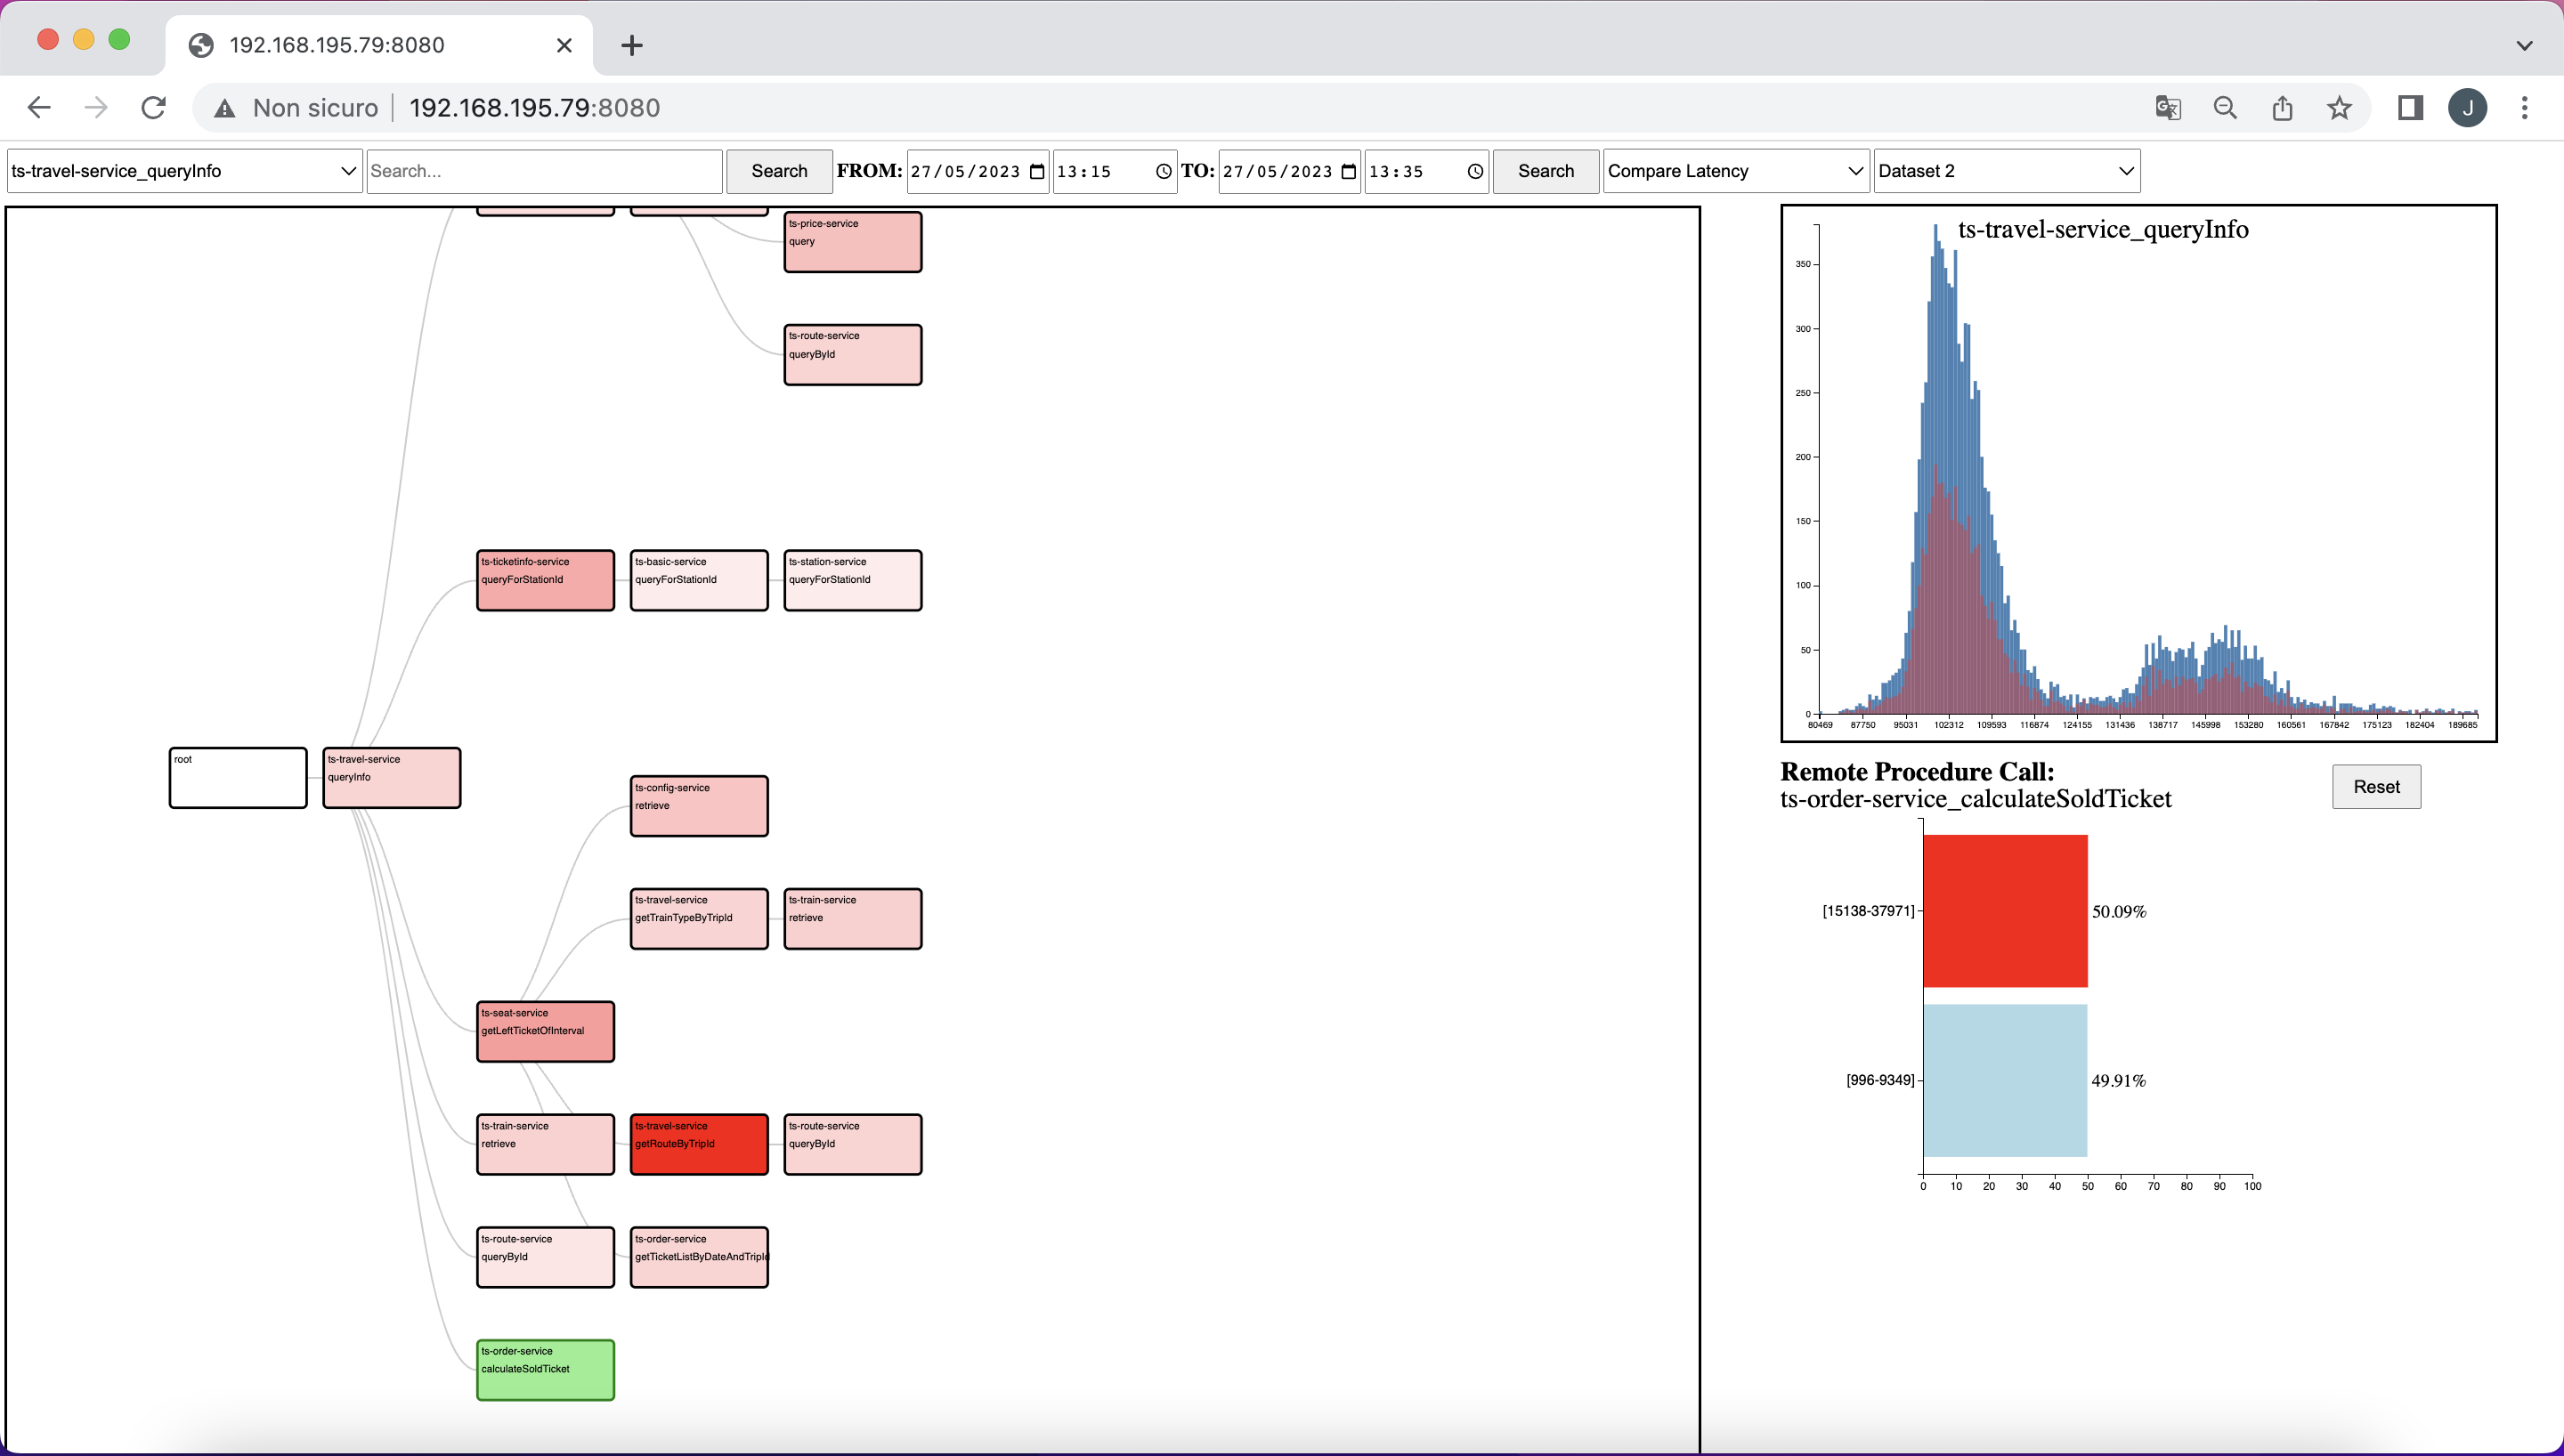 192.168.195.79:8080
Non sicuro 192.168.195.79:8080
J
ts-travel-service_queryInfo Search... Search FROM: 27/05/2023 13:15 TO: 27/05/2023 13:35 Search Compare Latency Dataset 2
ts-price-service
query
ts-route-service
queryById
ts-ticketinfo-service
queryForStationId
ts-basic-service
queryForStationId
ts-station-service
queryForStationId
root
ts-travel-service
queryInfo
ts-config-service
retrieve
ts-travel-service
getTrainTypeByTripId
ts-train-service
retrieve
ts-seat-service
getLeftTicketOfInterval
ts-train-service
retrieve
ts-travel-service
getRouteByTripId
ts-route-service
queryById
ts-route-service
queryById
ts-order-service
getTicketListByDateAndTripId
ts-order-service
calculateSoldTicket
ts-travel-service_queryInfo
350
300
250
200
150
100
50
0
80469 87750 95031 102312 109593 116874 124155 131436 138717 145998 153280 160561 167842 175123 182404 189685
Remote Procedure Call:
ts-order-service_calculateSoldTicket
Reset
[15138-37971] 50.09%
[996-9349] 49.91%
0 10 20 30 40 50 60 70 80 90 100